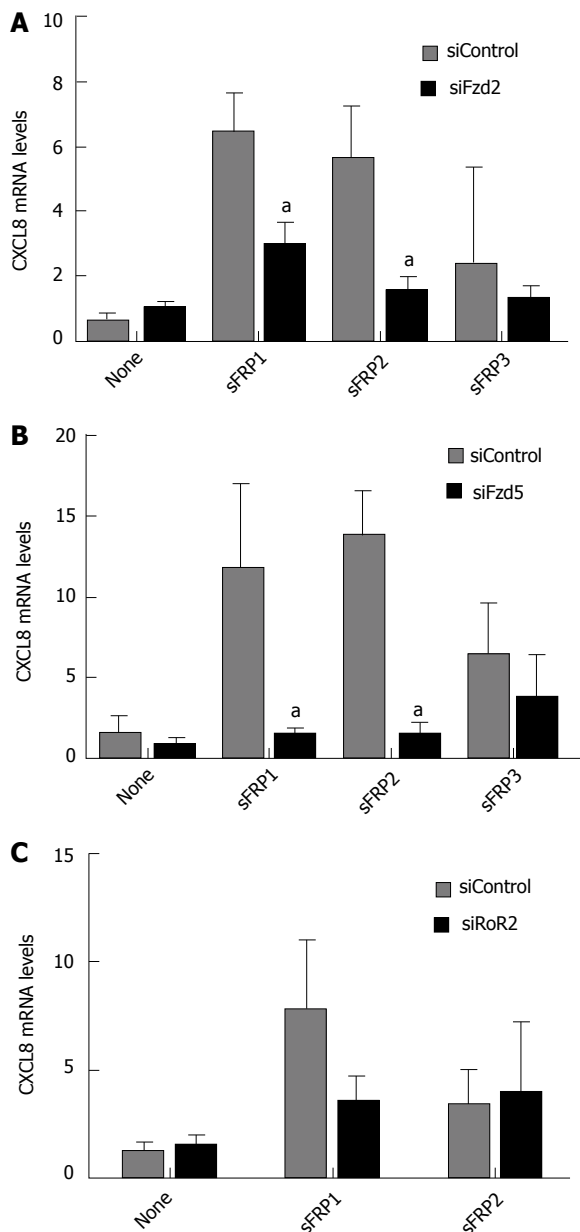 A
10
8
6
4
2
0
CXCL8 mRNA levels
siControl
siFzd2
a
a
None
sFRP1
sFRP2
sFRP3
B
20
15
10
5
0
CXCL8 mRNA levels
siControl
siFzd5
a
a
None
sFRP1
sFRP2
sFRP3
C
15
10
5
0
CXCL8 mRNA levels
siControl
siRoR2
None
sFRP1
sFRP2